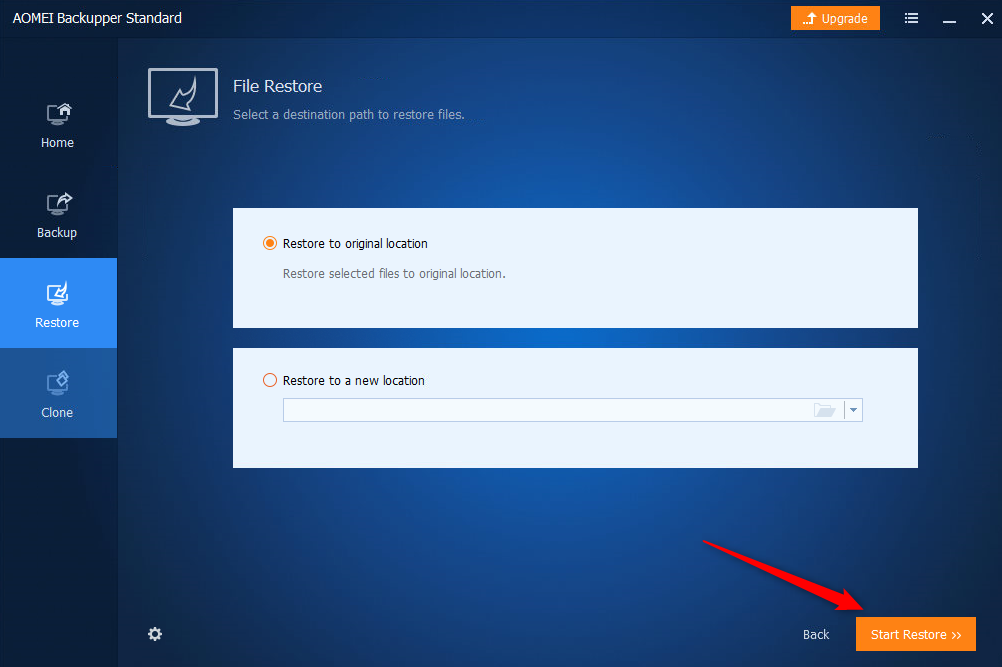 AOMEI Backupper Standard
Upgrade
File Restore
Select a destination path to restore files.
Home
Backup
Restore
Clone
Restore to original location
Restore selected files to original location.
Restore to a new location
Back
Start Restore >>